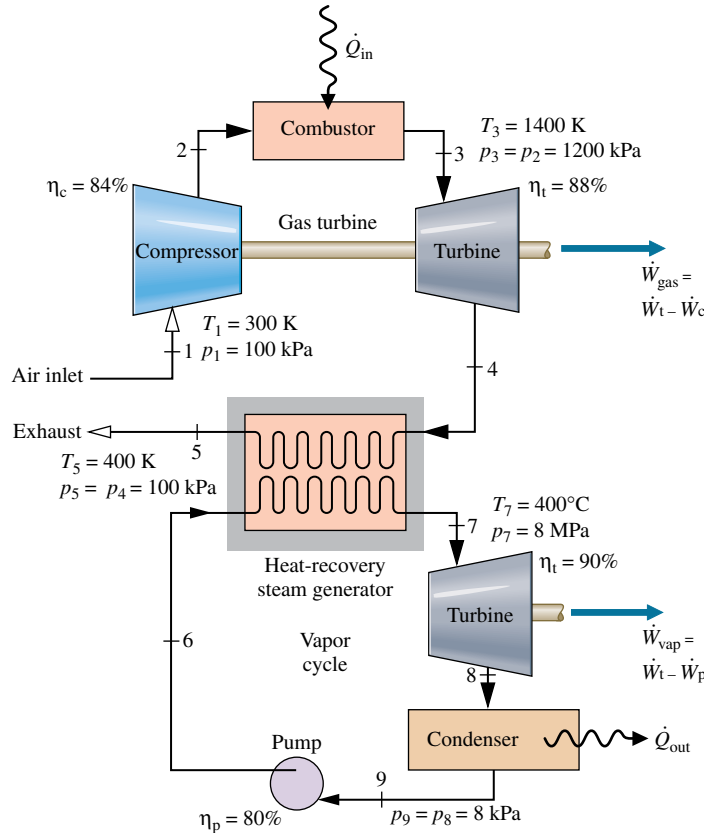 Q̇in
Combustor
2
3
T3 = 1400 K
p3 = p2 = 1200 kPa
ηc = 84%
ηt = 88%
Gas turbine
Compressor
Turbine
Ẇgas =
Ẇt – Ẇc
T1 = 300 K
p1 = 100 kPa
1
Air inlet
4
Exhaust
5
T5 = 400 K
p5 = p4 = 100 kPa
T7 = 400°C
p7 = 8 MPa
7
Heat-recovery
steam generator
ηt = 90%
Turbine
6
Vapor
cycle
Ẇvap =
Ẇt – Ẇp
8
Condenser
Q̇out
Pump
9
p9 = p8 = 8 kPa
ηp = 80%